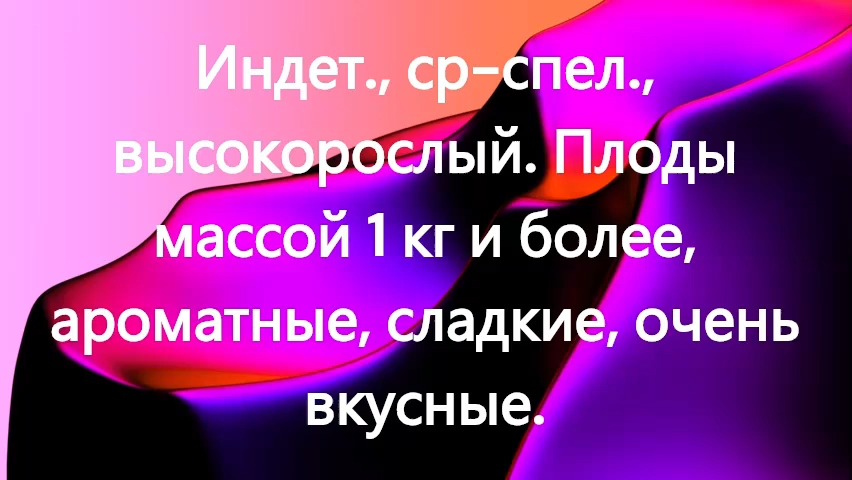 Индет., ср-спел.,
высокорослый. Плоды
массой 1 кг и более,
ароматные, сладкие, очень
вкусные.